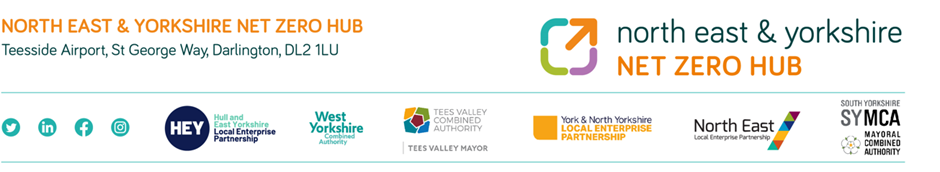 NORTH EAST & YORKSHIRE NET ZERO HUB
Teesside Airport, St George Way, Darlington, DL2 1LU
north east & yorkshire
NET ZERO HUB
HEY
Hull and
East Yorkshire
Local Enterprise
Partnership
West
Yorkshire
Combined
Authority
TEES VALLEY
COMBINED
AUTHORITY
TEES VALLEY MAYOR
York & North Yorkshire
LOCAL ENTERPRISE
PARTNERSHIP
North East
Local Enterprise Partnership
SOUTH YORKSHIRE
SYMCA
MAYORAL
COMBINED
AUTHORITY